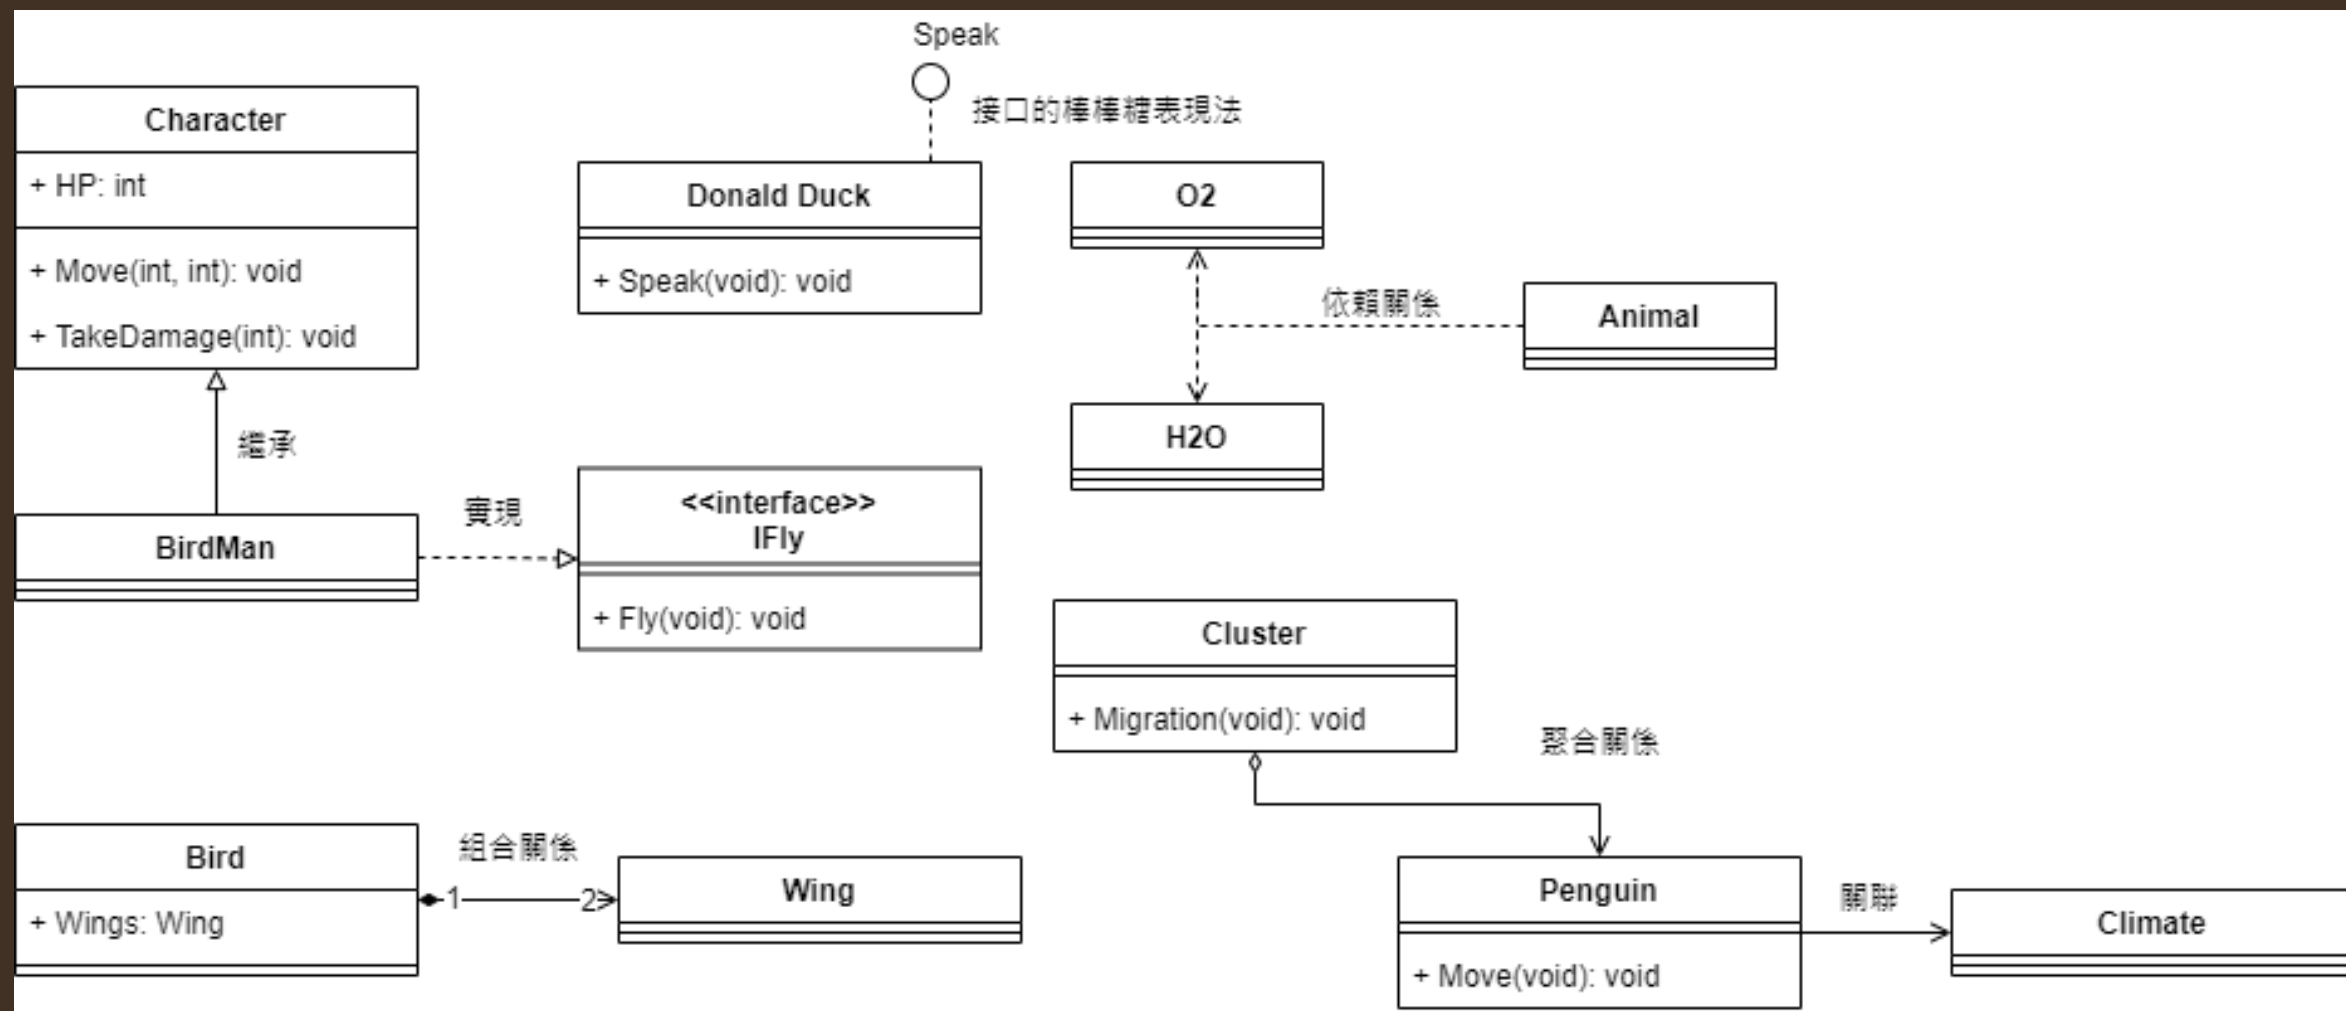 Speak
接口的棒棒糖表現法
Character
+ HP: int
+ Move(int, int): void
+ TakeDamage(int): void
Donald Duck
+ Speak(void): void
O2
依賴關係
Animal
H2O
繼承
BirdMan
實現
<<interface>>
IFly
+ Fly(void): void
Cluster
+ Migration(void): void
聚合關係
Bird
+ Wings: Wing
組合關係
1
2
Wing
Penguin
+ Move(void): void
關聯
Climate